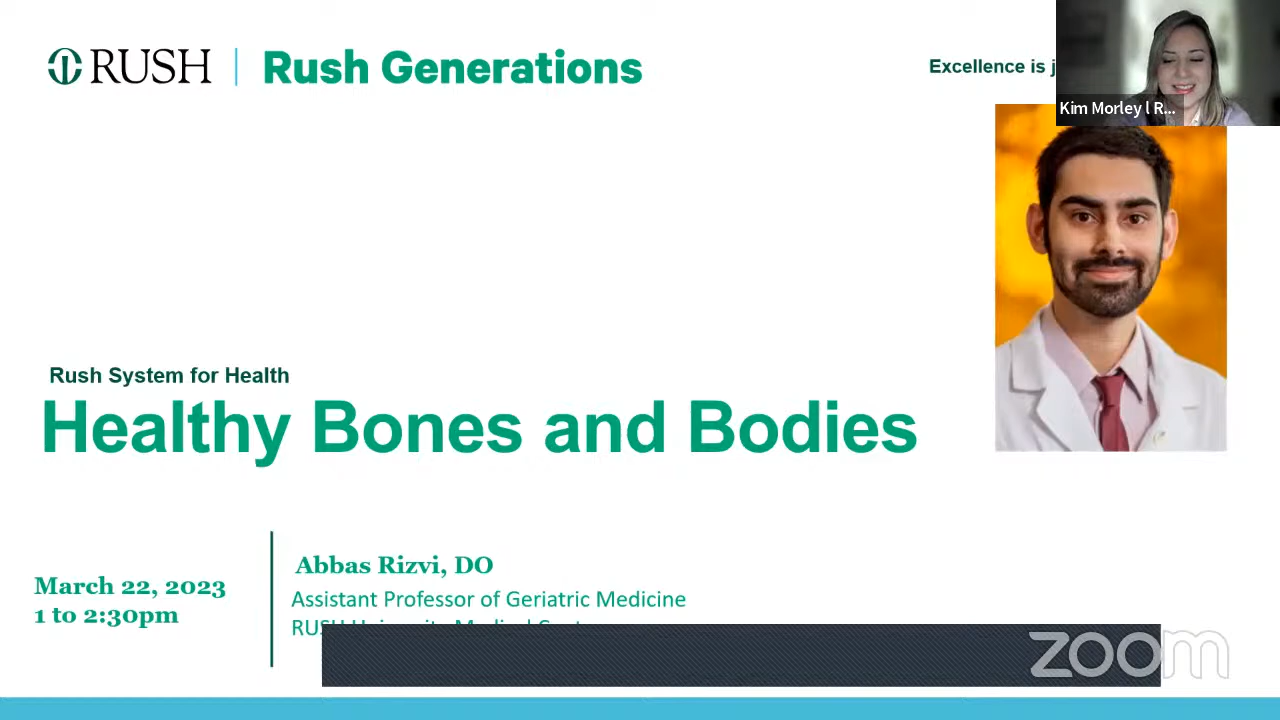 RUSH | Rush Generations
Excellence is
Kim Morley l R...
Rush System for Health
Healthy Bones and Bodies
March 22, 2023
1 to 2:30pm
Abbas Rizvi, DO
Assistant Professor of Geriatric Medicine
zoom